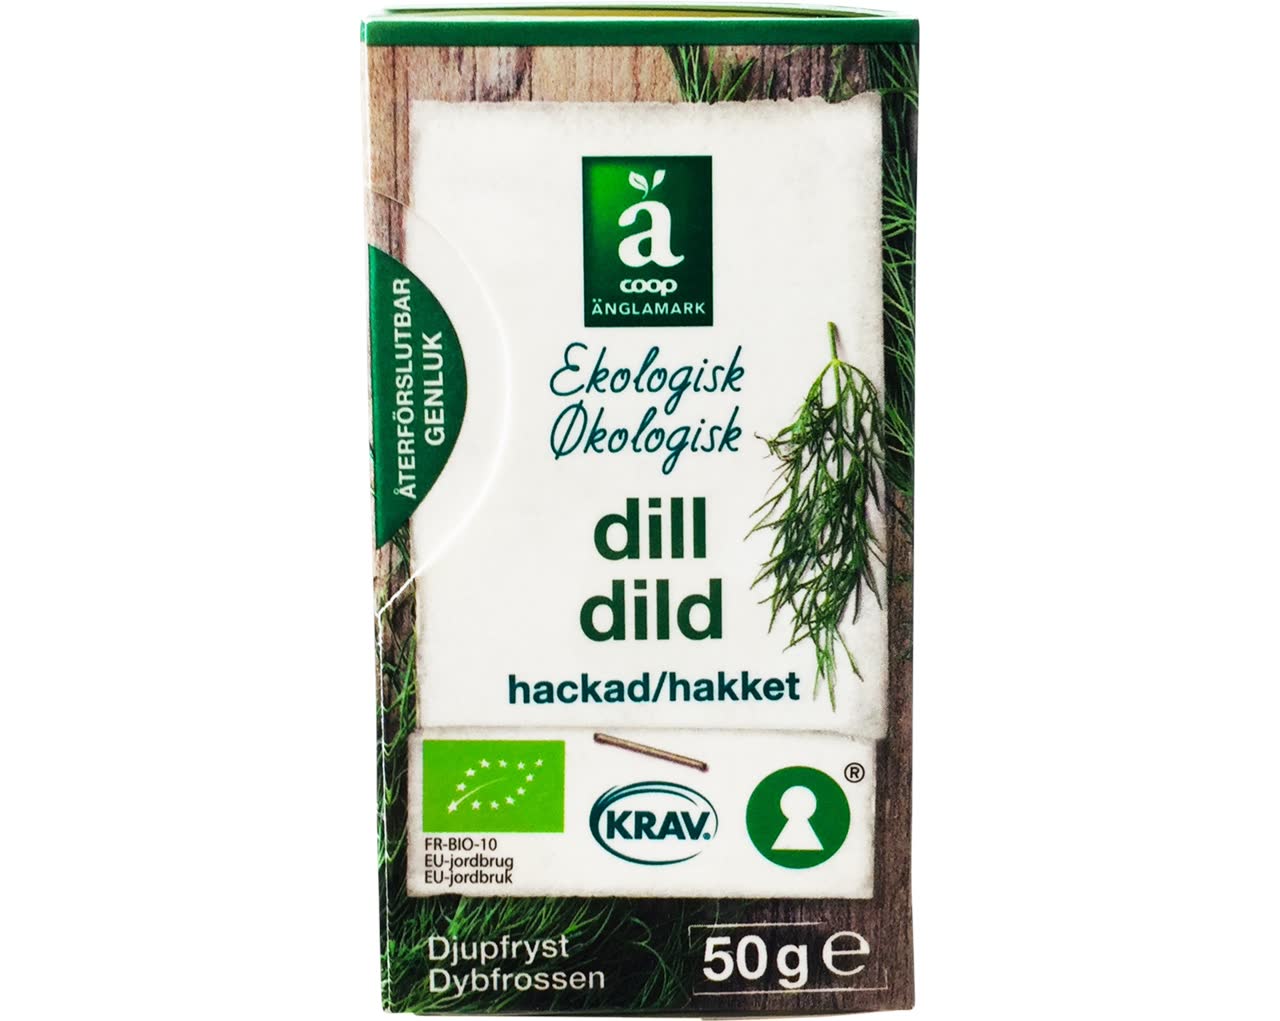 å
coop
ÄNGLAMARK
Ekologisk
Økologisk
ÅTERFÖRSLUTBAR
GENLUK
dill
dild
hackad/hakket
FR-BIO-10
EU-jordbrug
EU-jordbruk
KRAV®
®
Djupfryst
Dybfrossen
50g ℮